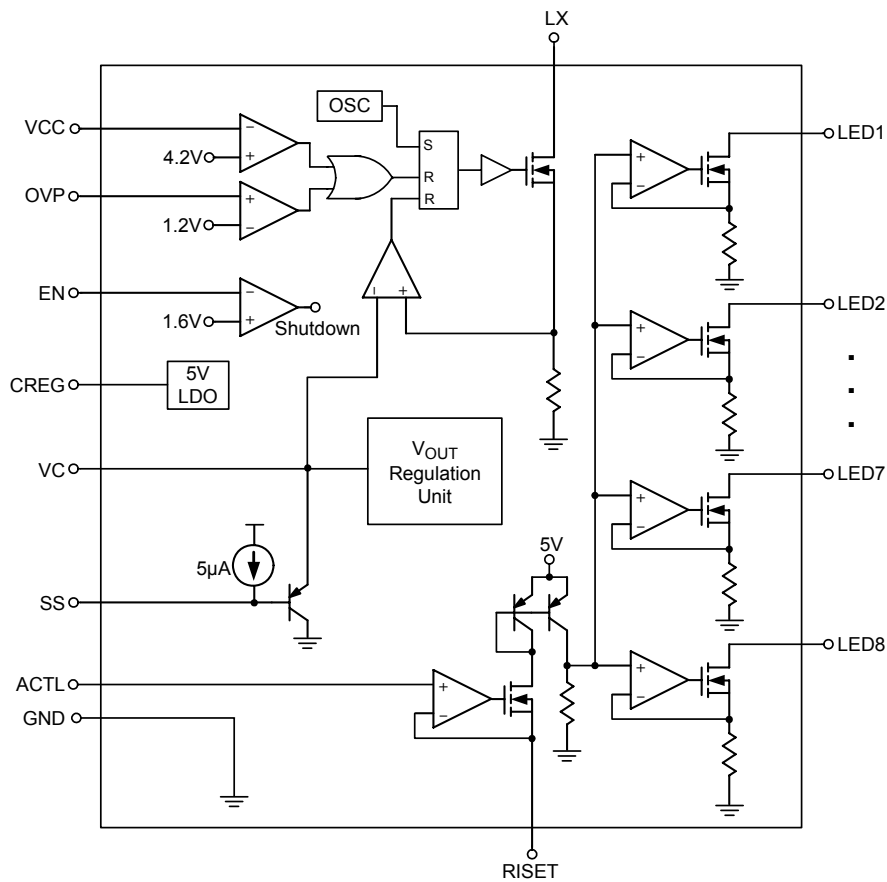 LX
OSC
VCC
4.2V
− +
S
R
R
OVP
1.2V
+ −
EN
1.6V
− +
Shutdown
− +
CREG
5V
LDO
VC
VOUT
Regulation
Unit
5µA
SS
5V
ACTL
+ −
GND
RISET
+ −
LED1
+ −
LED2
+ −
LED7
+ −
LED8